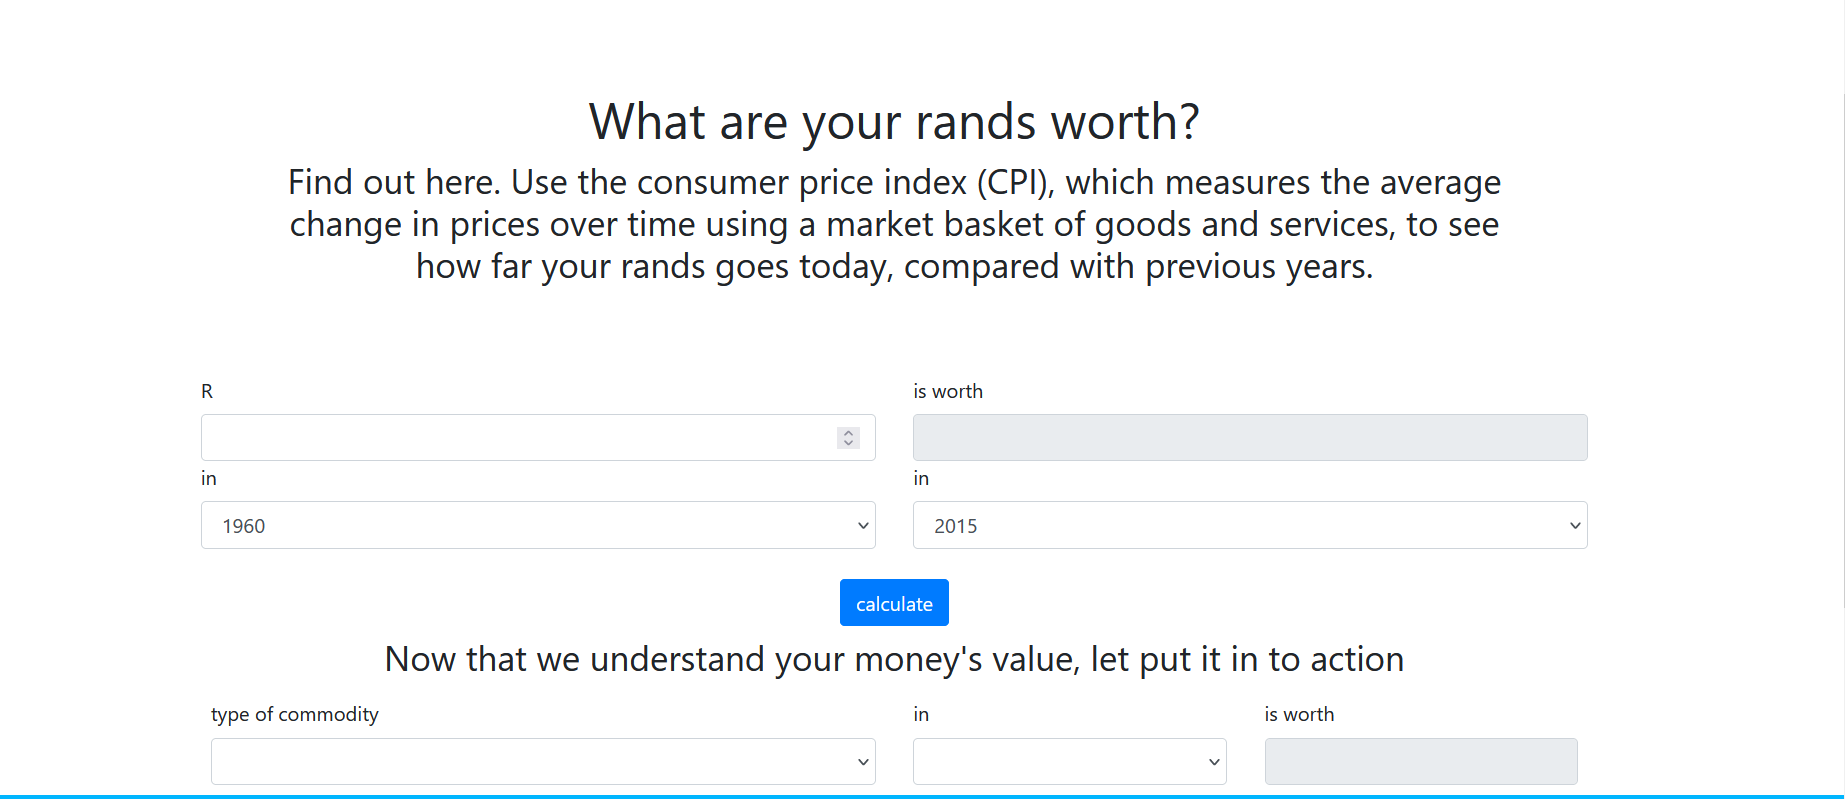 What are your rands worth?
Find out here. Use the consumer price index (CPI), which measures the average
change in prices over time using a market basket of goods and services, to see
how far your rands goes today, compared with previous years.
R
is worth
in
in
1960
2015
calculate
Now that we understand your money's value, let put it in to action
type of commodity
in
is worth